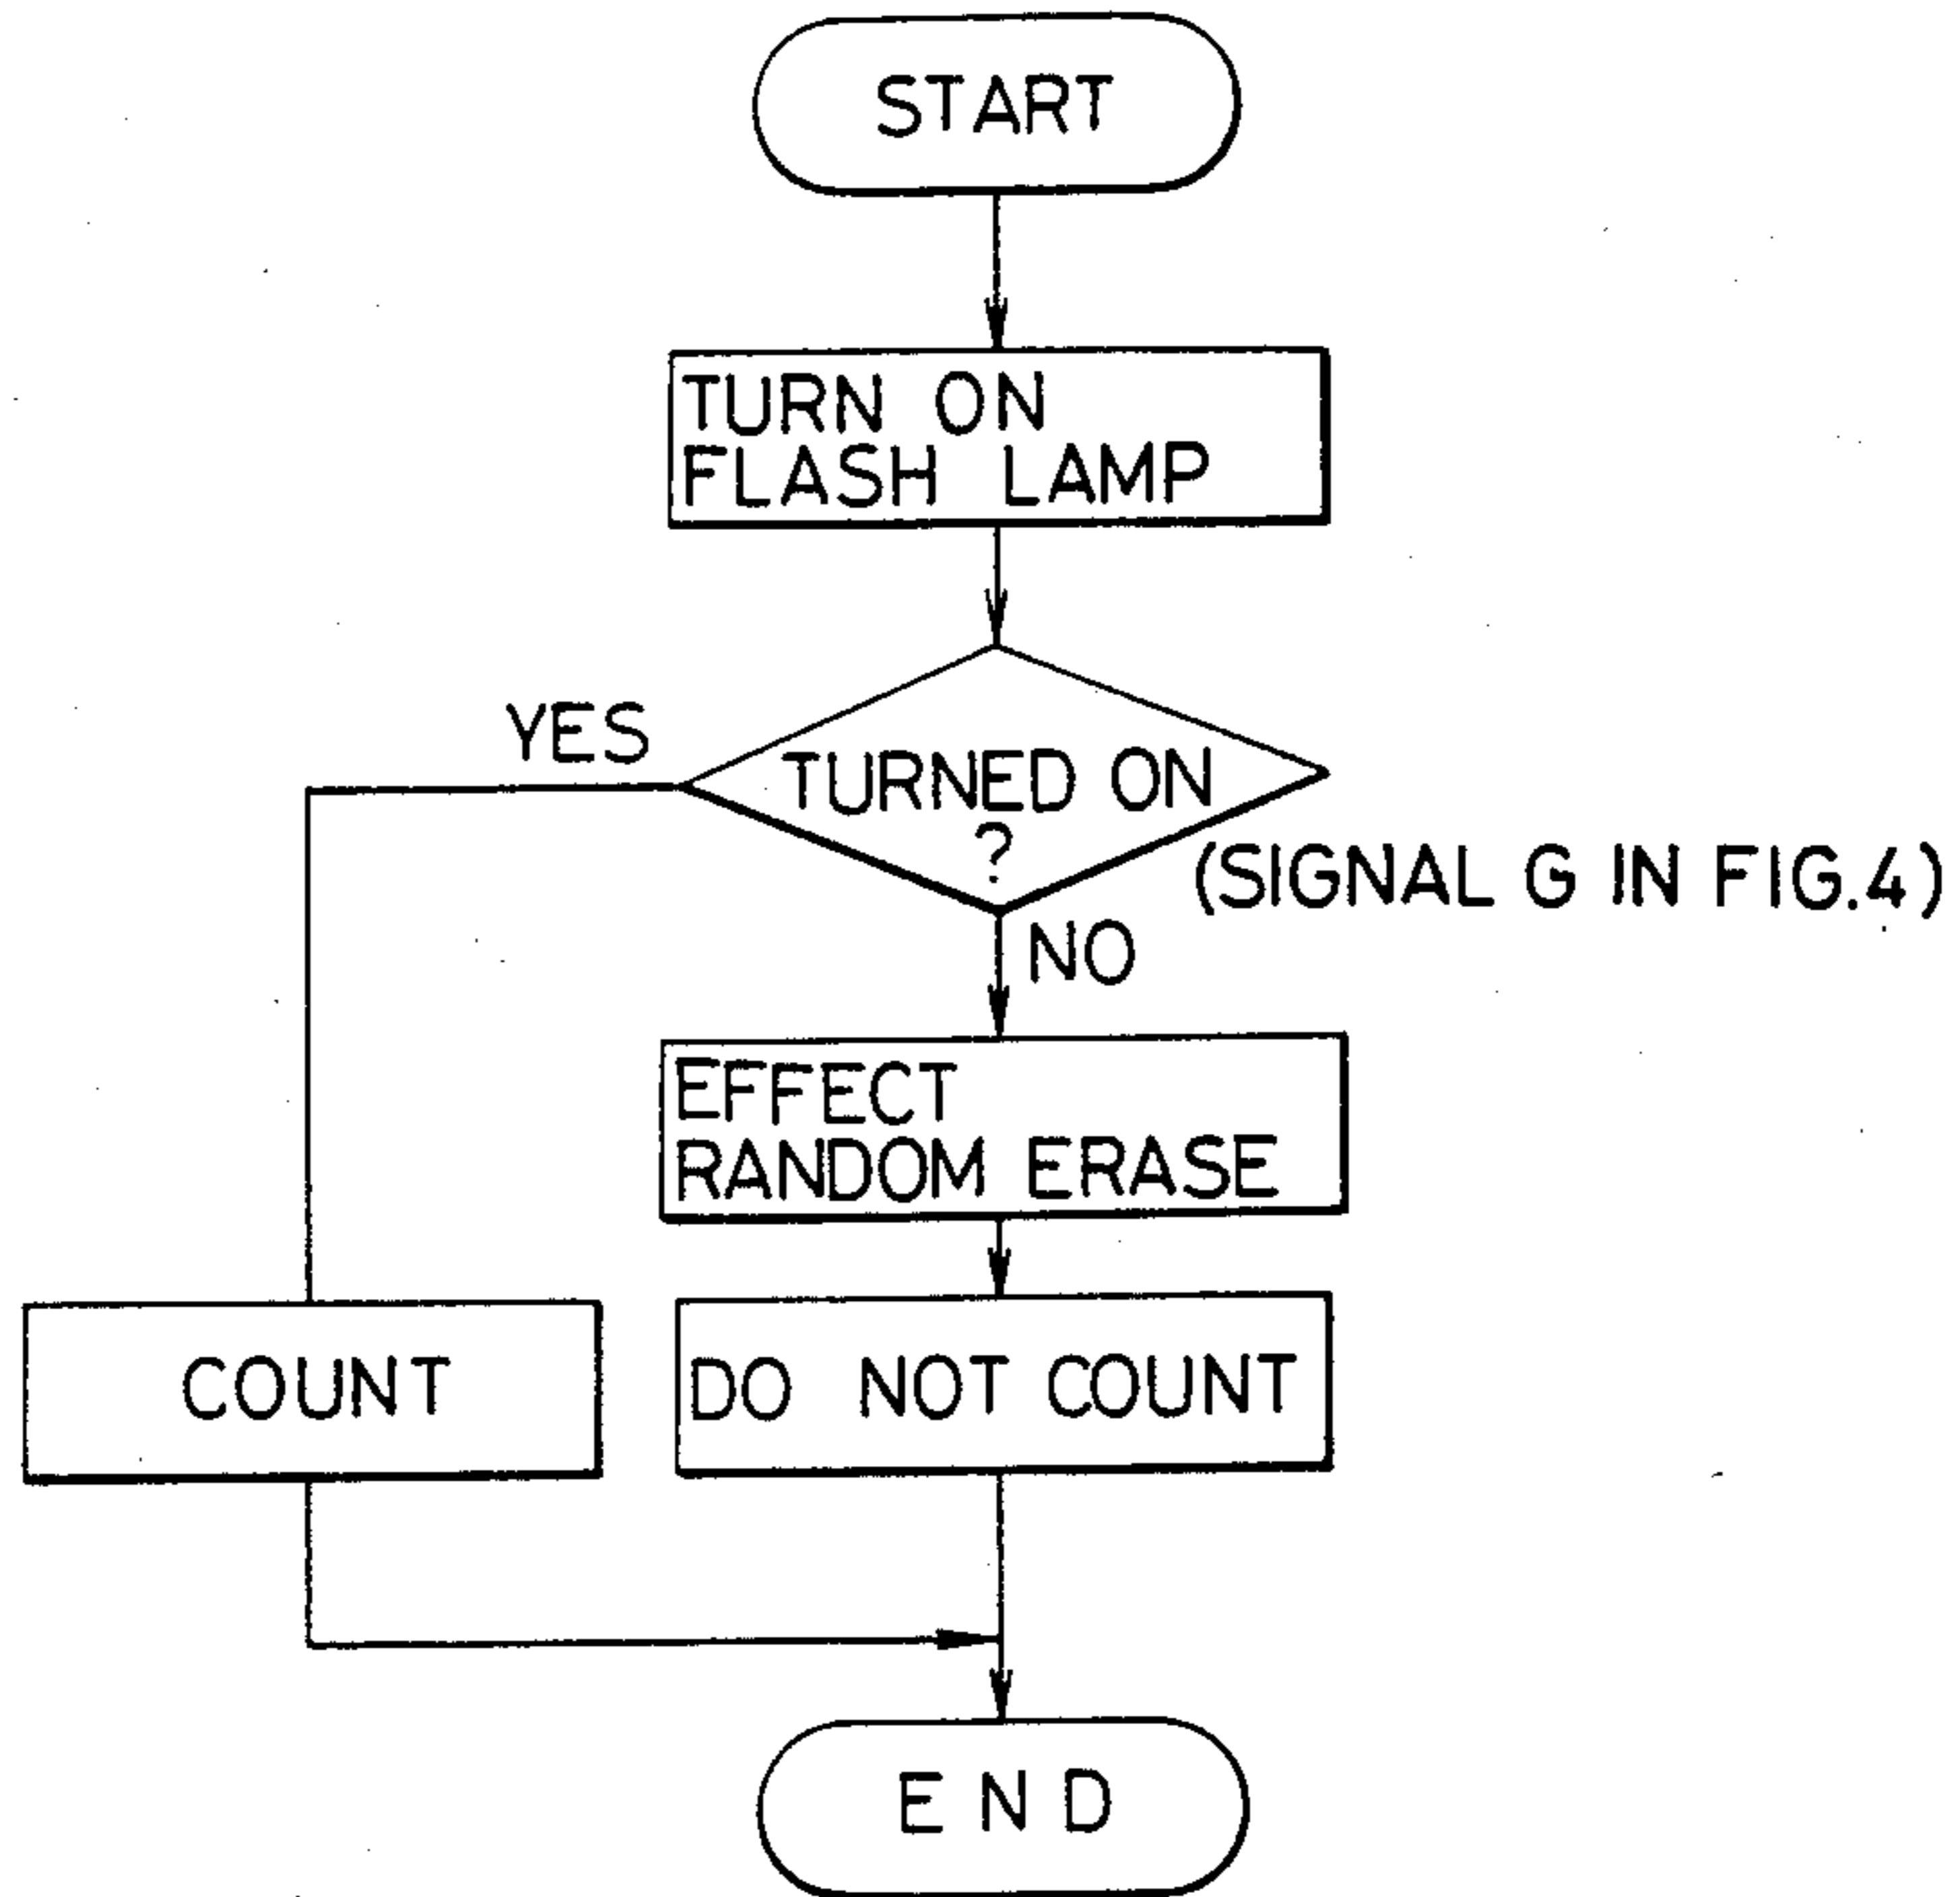 START
TURN ON
FLASH LAMP
YES
TURNED ON
?
(SIGNAL G IN FIG.4)
NO
EFFECT
RANDOM ERASE
COUNT
DO NOT COUNT
END